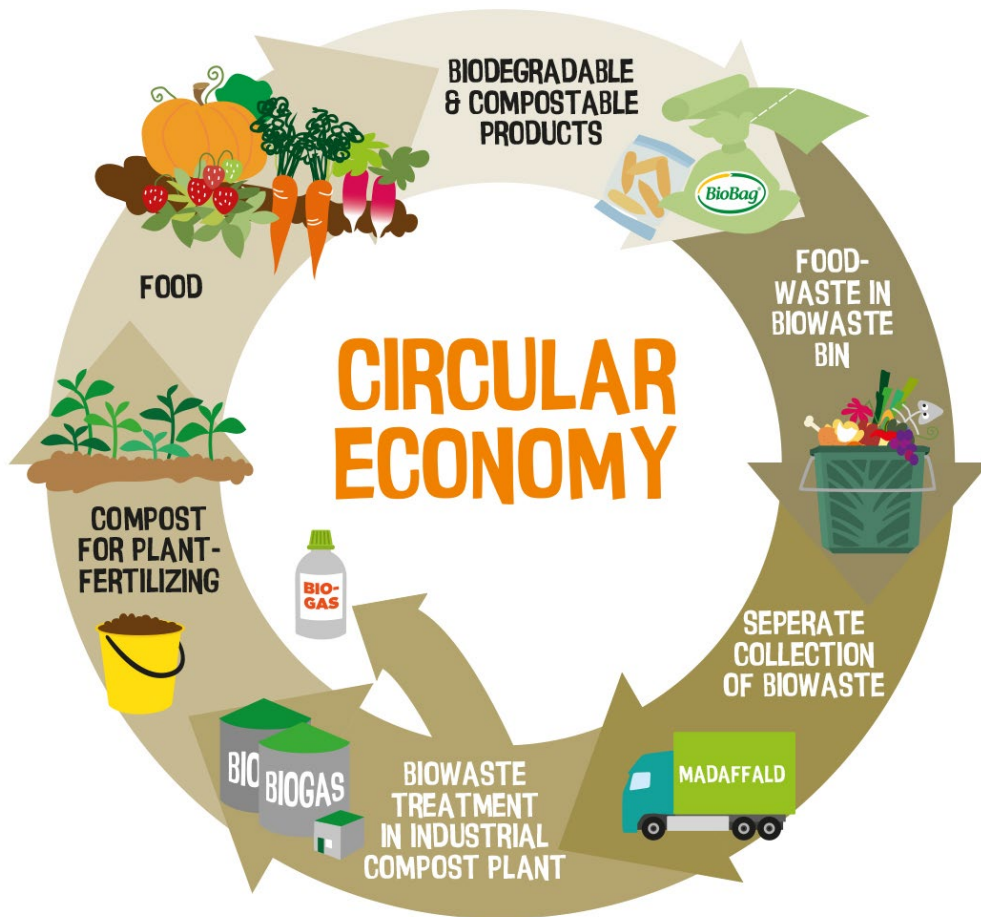 BIODEGRADABLE
& COMPOSTABLE
PRODUCTS
BioBag®
FOOD-
WASTE IN
BIOWASTE
BIN
SEPERATE
COLLECTION
OF BIOWASTE
MADAFFALD
BIOWASTE
TREATMENT
IN INDUSTRIAL
COMPOST PLANT
BIO
BIOGAS
BIO-
GAS
COMPOST
FOR PLANT-
FERTILIZING
FOOD
CIRCULAR
ECONOMY